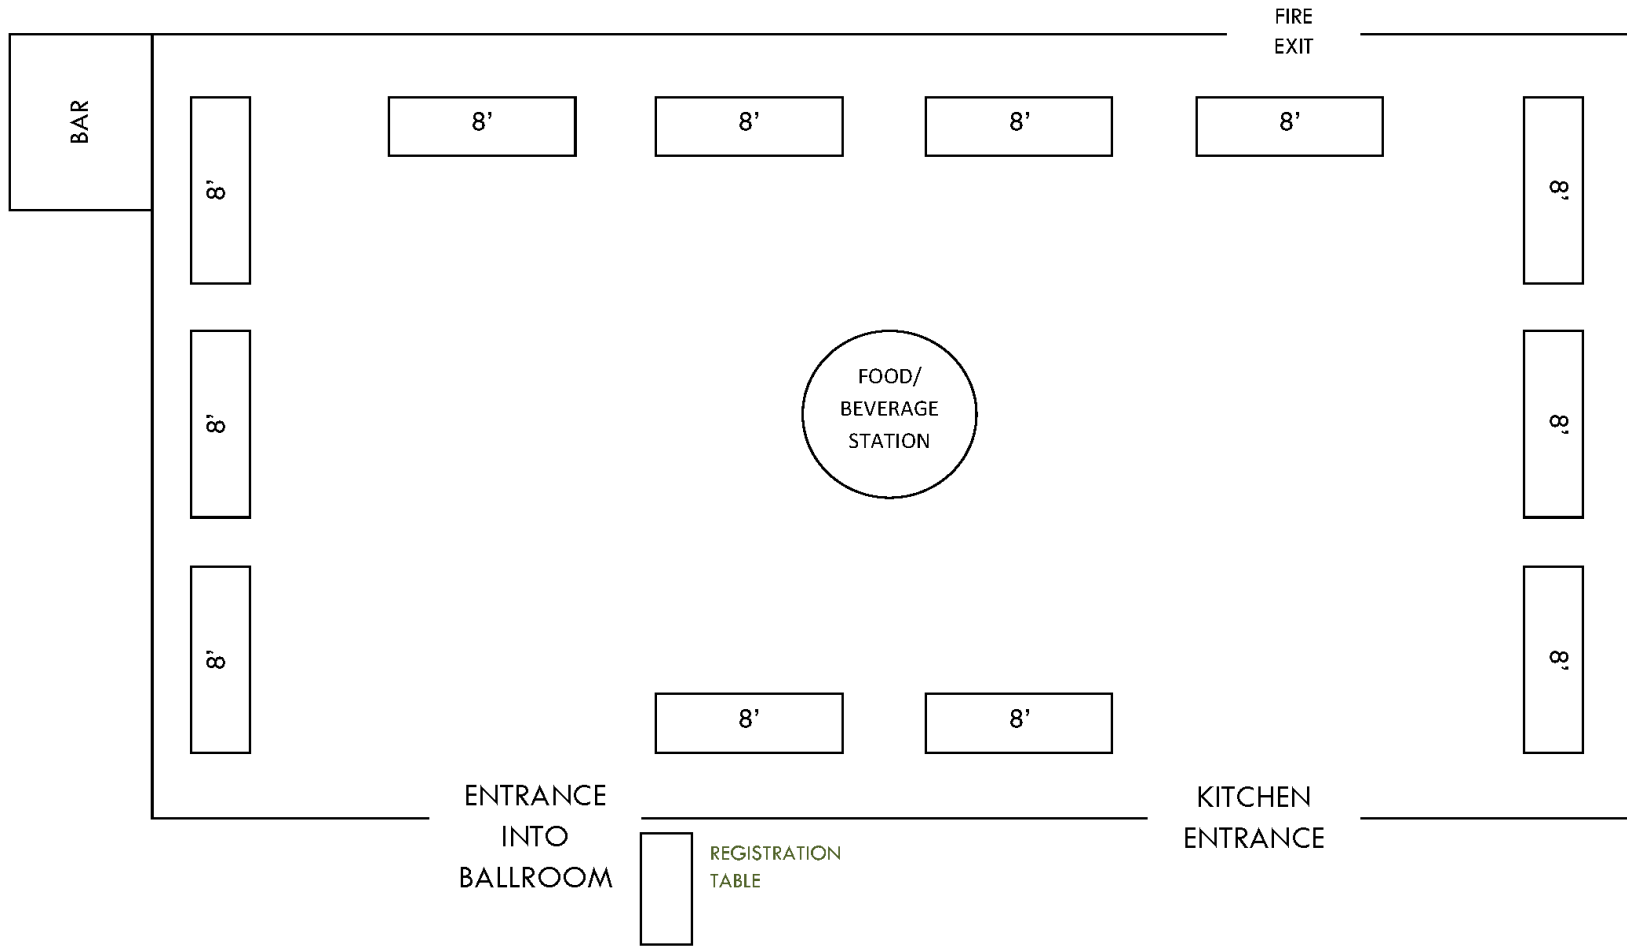 FIRE
EXIT
BAR
8’
8’
8’
8’
8’
8’
8’
8’
FOOD/
BEVERAGE
STATION
8’
8’
8’
8’
ENTRANCE
INTO
BALLROOM
KITCHEN
ENTRANCE
REGISTRATION
TABLE